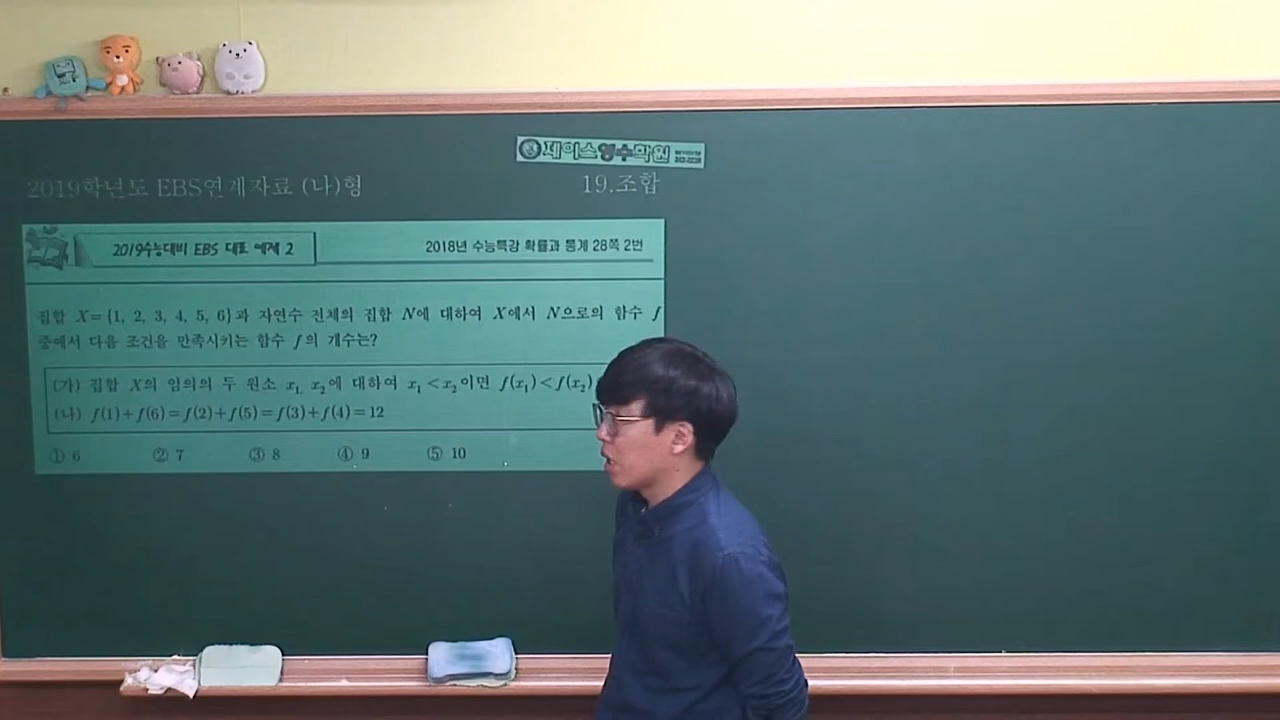 제이스영수학원
2019학년도 EBS연계자료 (나)형
19.조합
2019수능대비 EBS 대표 예제 2
2018년 수능특강 확률과 통계 28쪽 2번
집합 X={1, 2, 3, 4, 5, 6}과 자연수 전체의 집합 N에 대하여 X에서 N으로의 함수 f
중에서 다음 조건을 만족시키는 함수 f의 개수는?
(가) 집합 X의 임의의 두 원소 x₁, x₂에 대하여 x₁<x₂이면 f(x₁)<f(x₂)
(나) f(1)+f(6)=f(2)+f(5)=f(3)+f(4)=12
① 6 ② 7 ③ 8 ④ 9 ⑤ 10